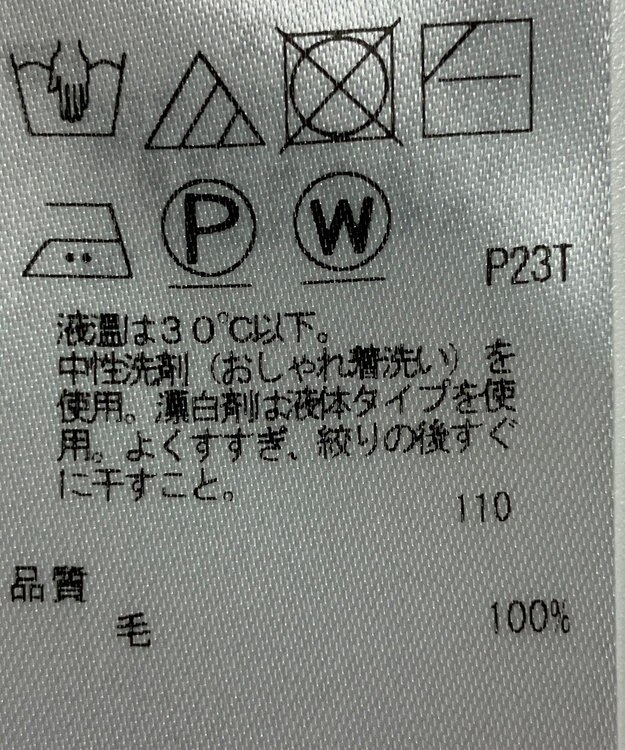 P W P23T
液温は30℃以下。
中性洗剤（おしゃれ着洗い）を
使用。漂白剤は液体タイプを使
用。よくすすぎ、絞りの後すぐ
に干すこと。
110
品質
毛 100%